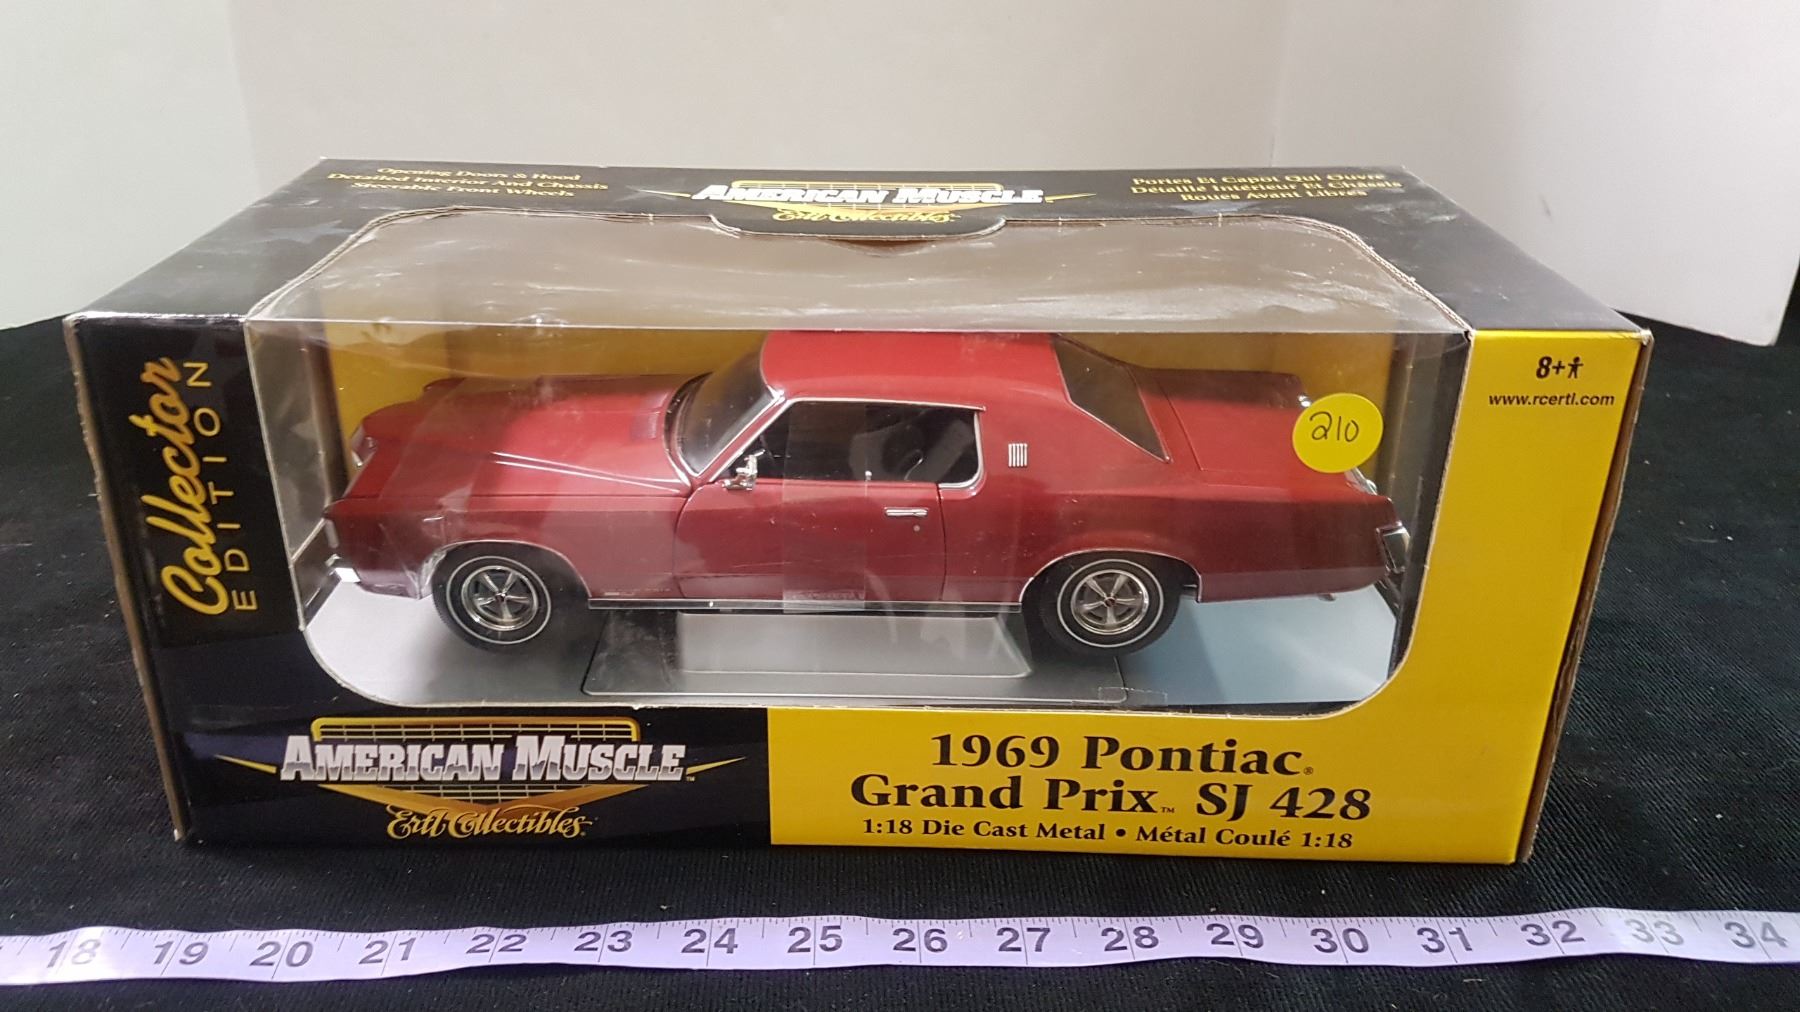 Opening Doors & Hood
Detailed Interior And Chassis
Steerable Front Wheels
AMERICAN MUSCLE
Ertl Collectibles
Portes Et Capot Qui Ouvre
Détaille Intérieur Et Châssis
Roues Avant Libres
Collector
EDITION
8+
www.rcertl.com
210
AMERICAN MUSCLE™
Ertl Collectibles
1969 Pontiac®
Grand Prix™ SJ 428
1:18 Die Cast Metal • Métal Coulé 1:18
18 19 20 21 22 23 24 25 26 27 28 29 30 31 32 33 34